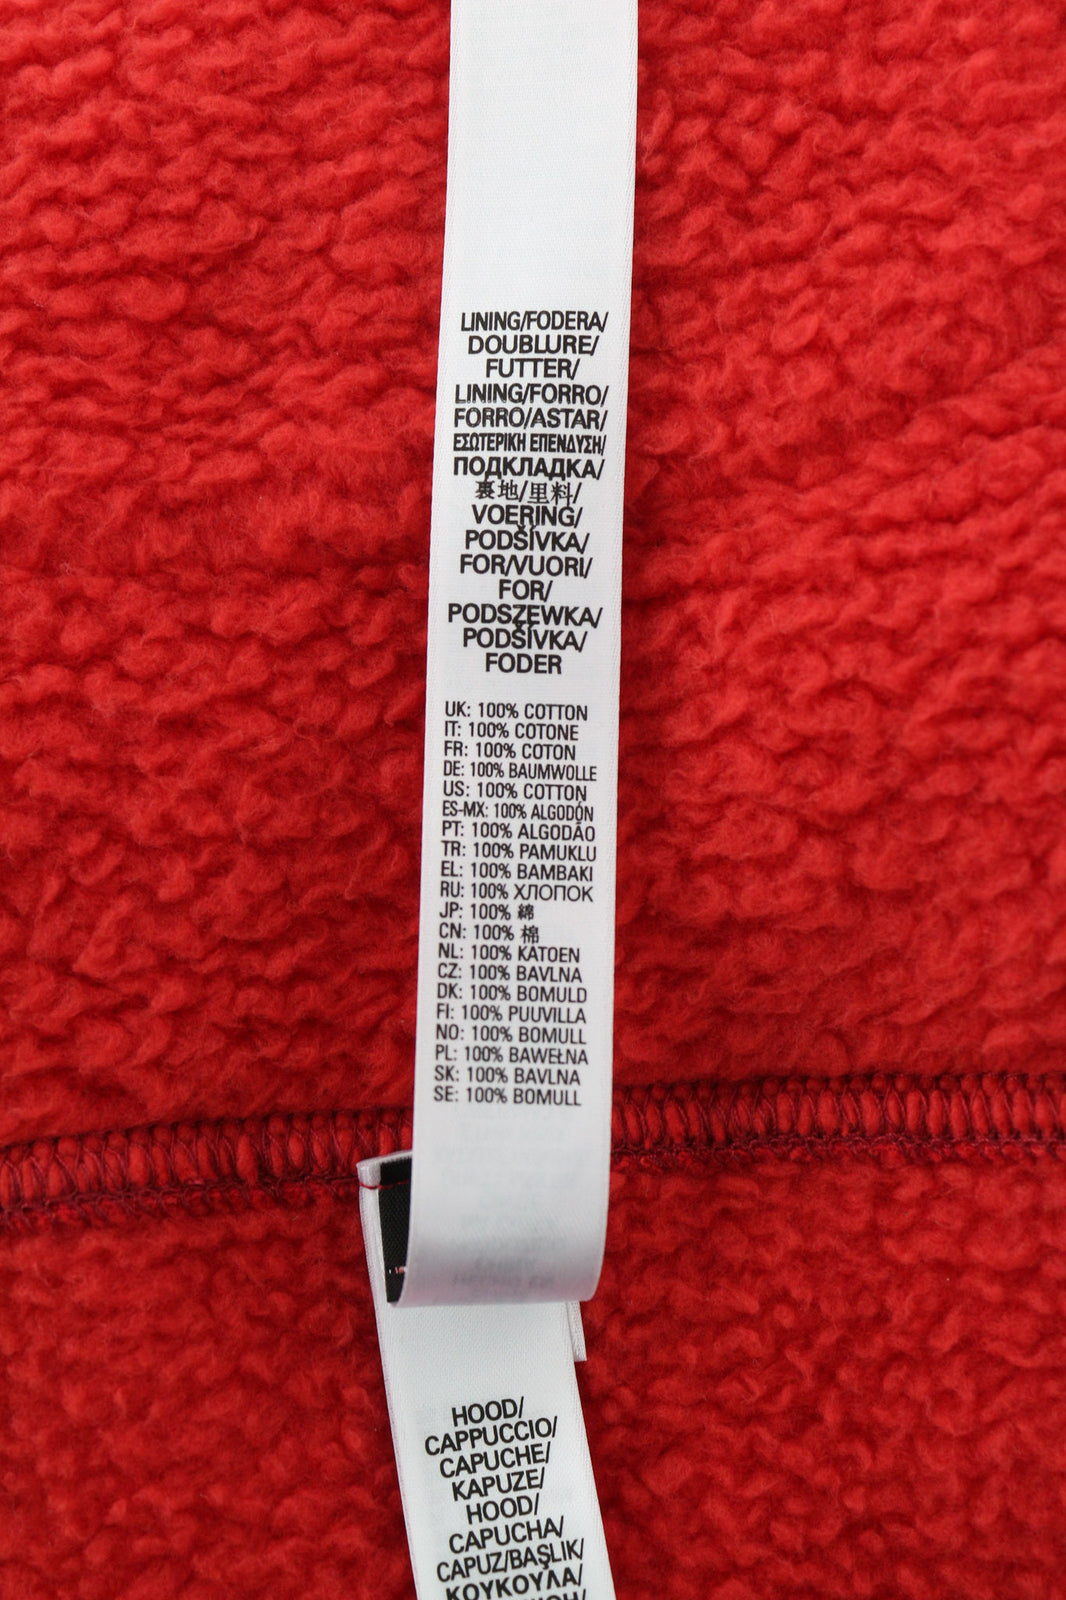 LINING/FODERA/
DOUBLURE/
FUTTER/
LINING/FORRO/
FORRO/ASTAR/
ΕΣΩΤΕΡΙΚΗ ΕΠΕΝΔΥΣΗ/
ПОДКЛАДКА/
裏地/里料/
VOERING/
PODŠÍVKA/
FOR/VUORI/
FOR/
PODSZEWKA/
PODŠÍVKA/
FODER
UK: 100% COTTON
IT: 100% COTONE
FR: 100% COTON
DE: 100% BAUMWOLLE
US: 100% COTTON
ES-MX: 100% ALGODÓN
PT: 100% ALGODÃO
TR: 100% PAMUKLU
EL: 100% ΒΑΜΒΑΚΙ
RU: 100% ХЛОПОК
JP: 100% 綿
CN: 100% 棉
NL: 100% KATOEN
CZ: 100% BAVLNA
DK: 100% BOMULD
FI: 100% PUUVILLA
NO: 100% BOMULL
PL: 100% BAWEŁNA
SK: 100% BAVLNA
SE: 100% BOMULL
HOOD/
CAPPUCCIO/
CAPUCHE/
KAPUZE/
HOOD/
CAPUCHA/
CAPUZ/BAŞLIK/
ΚΟΥΚΟΥΛΑ/